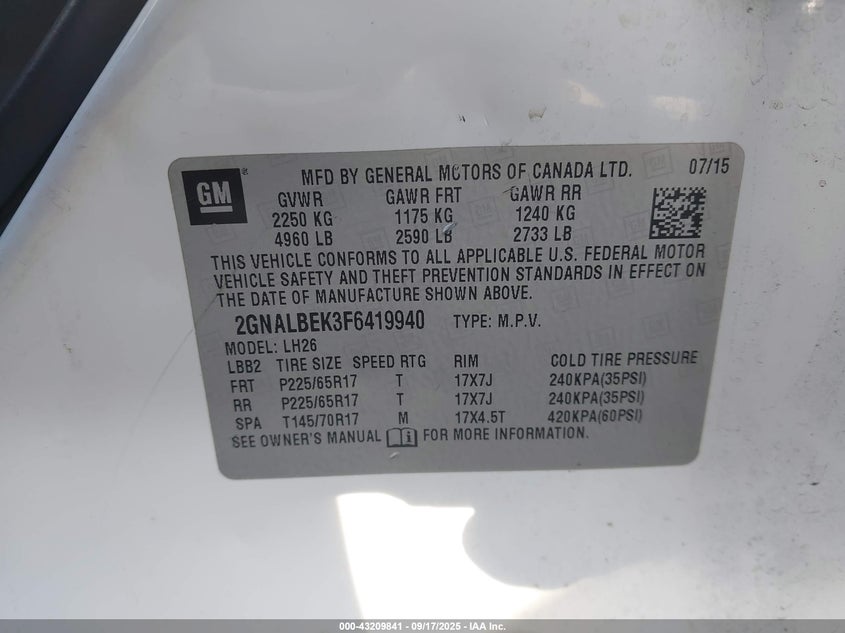 GM
MFD BY GENERAL MOTORS OF CANADA LTD. 07/15
GVWR GAWR FRT GAWR RR
2250 KG 1175 KG 1240 KG
4960 LB 2590 LB 2733 LB
THIS VEHICLE CONFORMS TO ALL APPLICABLE U.S. FEDERAL MOTOR
VEHICLE SAFETY AND THEFT PREVENTION STANDARDS IN EFFECT ON
THE DATE OF MANUFACTURE SHOWN ABOVE.
2GNALBEK3F6419940 TYPE: M.P.V.
MODEL: LH26
LBB2 TIRE SIZE SPEED RTG RIM COLD TIRE PRESSURE
FRT P225/65R17 T 17X7J 240KPA(35PSI)
RR P225/65R17 T 17X7J 240KPA(35PSI)
SPA T145/70R17 M 17X4.5T 420KPA(60PSI)
SEE OWNER'S MANUAL FOR MORE INFORMATION.
000-43209841 - 09/17/2025 - IAA Inc.